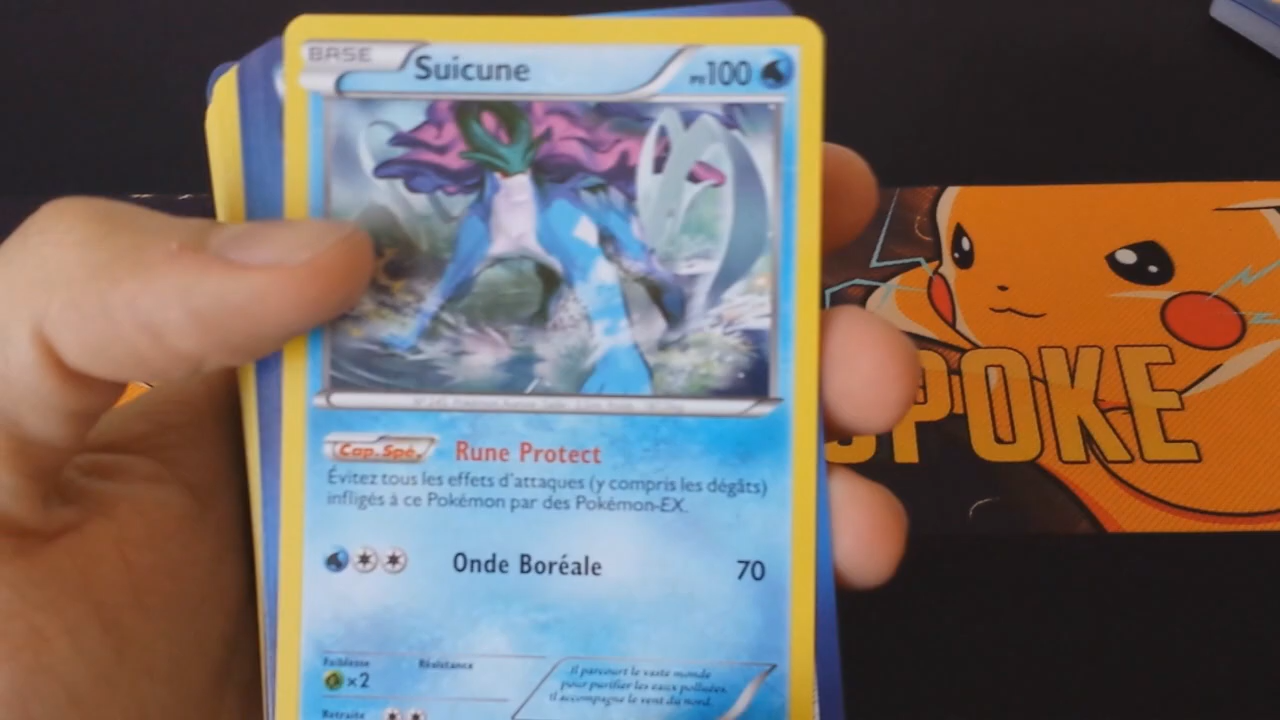 BASE
Suicune
PV100
Cap. Spé.
Rune Protect
Évitez tous les effets d'attaques (y compris les dégâts)
infligés à ce Pokémon par des Pokémon-EX.
Onde Boréale
70
Faiblesse
Résistance
×2
Il parcourt le vaste monde
pour purifier les eaux polluées.
Il accompagne le vent du nord.
Retraite
POKE